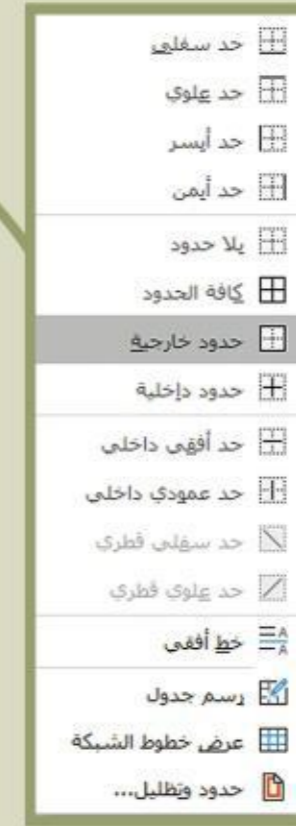 حد سفلي
حد علوي
حد أيسر
حد أيمن
بلا حدود
كافة الحدود
حدود خارجية
حدود داخلية
حد أفقي داخلي
حد عمودي داخلي
حد سفلي قطري
حد علوي قطري
خط أفقي
رسم جدول
عرض خطوط الشبكة
حدود وتظليل...